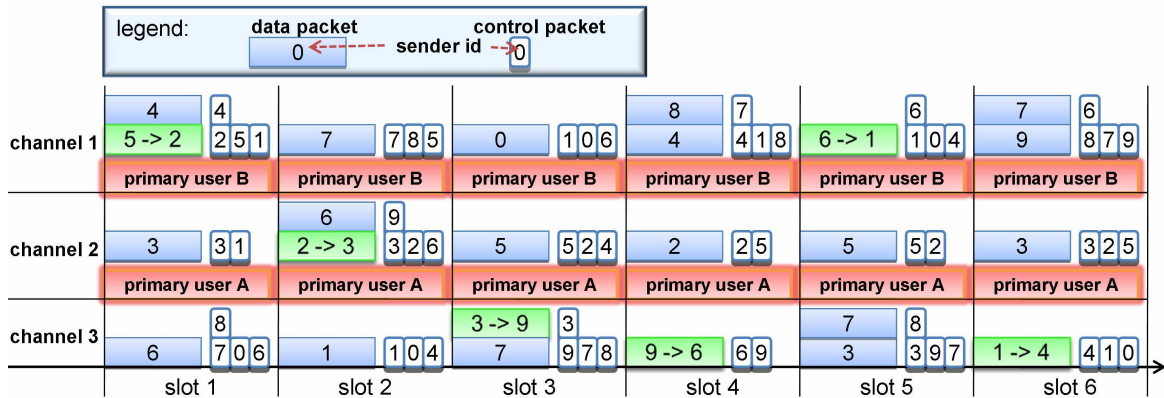 legend:
data packet
control packet
0
sender id
0
4 4 8 7 6 7 6
channel 1
5 -> 2 2 5 1 7 7 8 5 0 1 0 6 4 4 1 8 6 -> 1 1 0 4 9 8 7 9
primary user B primary user B primary user B primary user B primary user B primary user B
6 9
channel 2
3 3 1 2 -> 3 3 2 6 5 5 2 4 2 2 5 5 5 2 3 3 2 5
primary user A primary user A primary user A primary user A primary user A primary user A
8 3 -> 9 3 7 8
channel 3
6 7 0 6 1 1 0 4 7 9 7 8 9 -> 6 6 9 3 3 9 7 1 -> 4 4 1 0
slot 1 slot 2 slot 3 slot 4 slot 5 slot 6